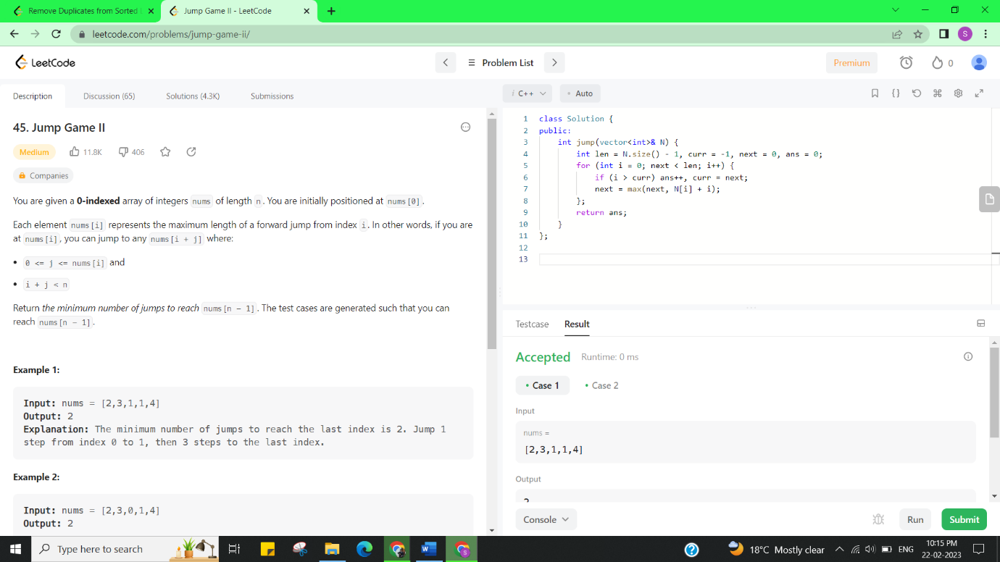 Remove Duplicates from Sorted
Jump Game II - LeetCode
leetcode.com/problems/jump-game-ii/
S
LeetCode
Problem List
Premium
0
Description
Discussion (65)
Solutions (4.3K)
Submissions
i C++
Auto
45. Jump Game II
Medium
11.8K
406
Companies
You are given a 0-indexed array of integers nums of length n. You are initially positioned at nums[0].
Each element nums[i] represents the maximum length of a forward jump from index i. In other words, if you are
at nums[i], you can jump to any nums[i + j] where:
• 0 <= j <= nums[i] and
• i + j < n
Return the minimum number of jumps to reach nums[n - 1]. The test cases are generated such that you can
reach nums[n - 1].
Example 1:
Input: nums = [2,3,1,1,4]
Output: 2
Explanation: The minimum number of jumps to reach the last index is 2. Jump 1
step from index 0 to 1, then 3 steps to the last index.
Example 2:
Input: nums = [2,3,0,1,4]
Output: 2
1 class Solution {
2 public:
3 int jump(vector<int>& N) {
4 int len = N.size() - 1, curr = -1, next = 0, ans = 0;
5 for (int i = 0; next < len; i++) {
6 if (i > curr) ans++, curr = next;
7 next = max(next, N[i] + i);
8 };
9 return ans;
10 }
11 };
12
13
Testcase
Result
Accepted
Runtime: 0 ms
• Case 1
• Case 2
Input
nums =
[2,3,1,1,4]
Output
2
Console
Run
Submit
Type here to search
18°C Mostly clear
ENG
10:15 PM
22-02-2023